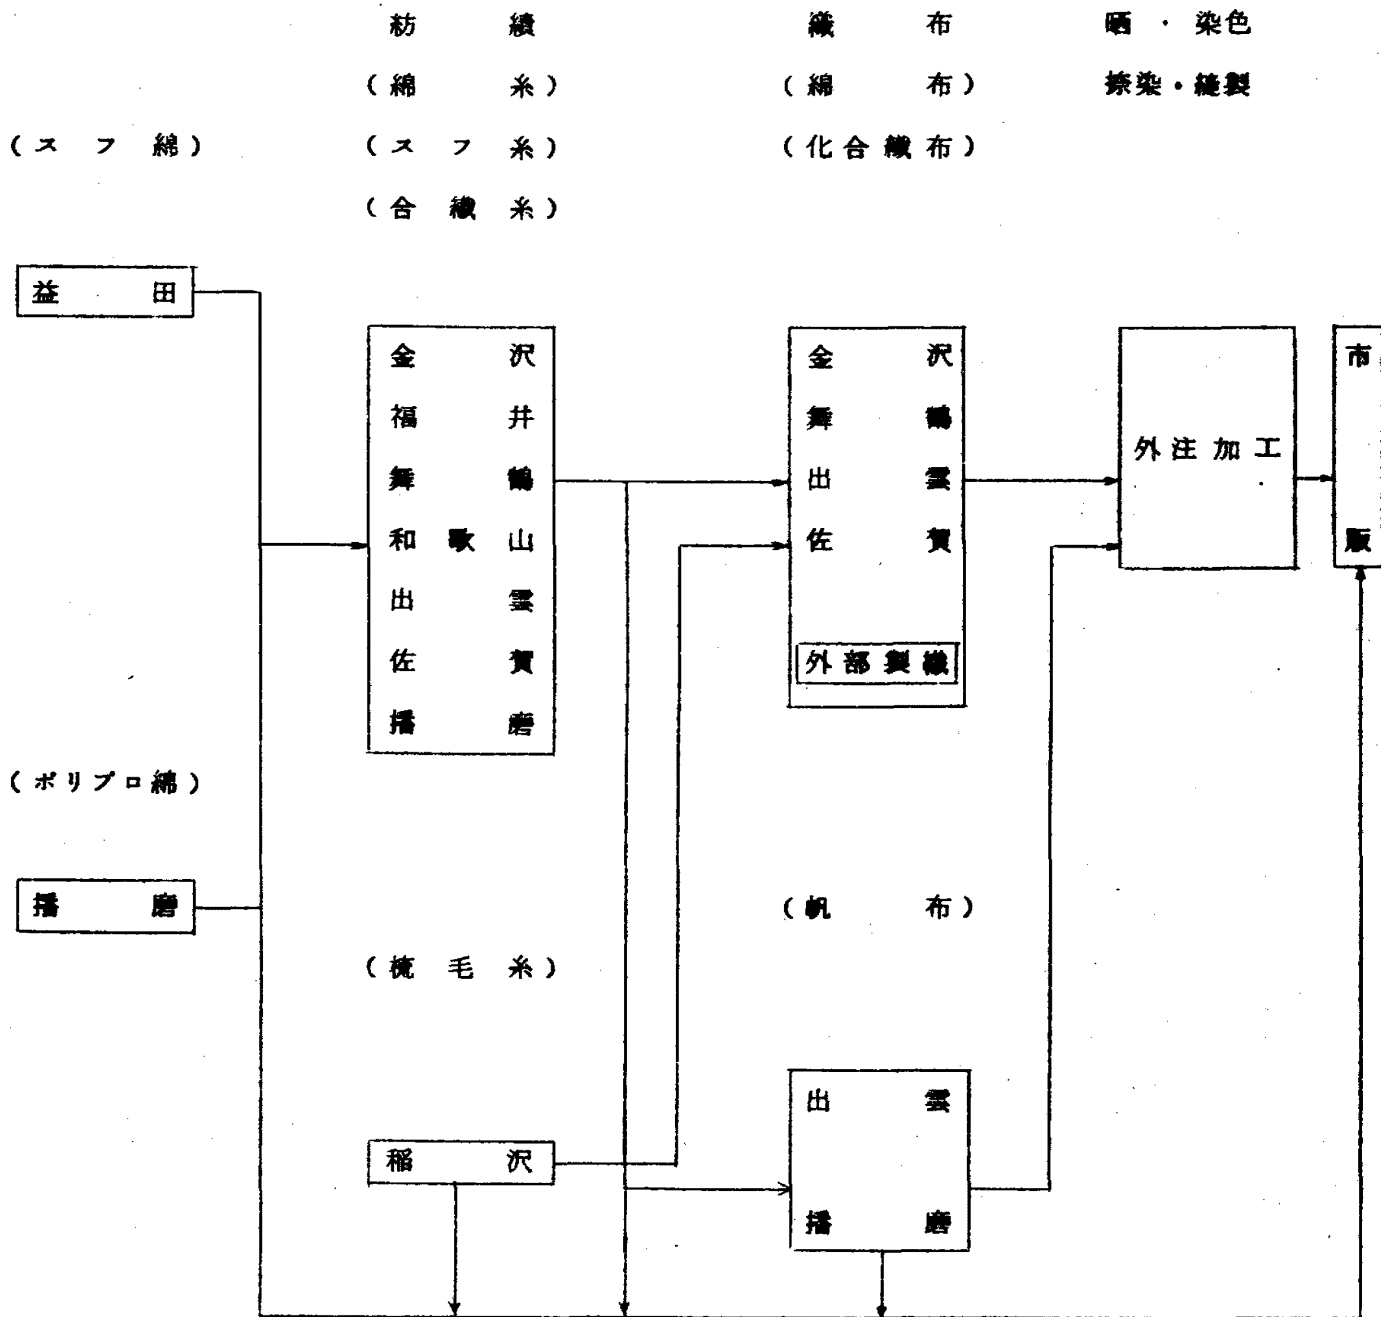 紡績
(綿糸)
(スフ糸)
(合繊糸)
織布
(綿布)
(化合繊布)
晒・染色
捺染・縫製
(スフ綿)
益田
金沢
福井
舞鶴
和歌山
出雲
佐賀
播磨
金沢
舞鶴
出雲
佐賀
外部製織
外注加工
市販
(ポリプロ綿)
播磨
(梳毛糸)
稲沢
(帆布)
出雲
播磨